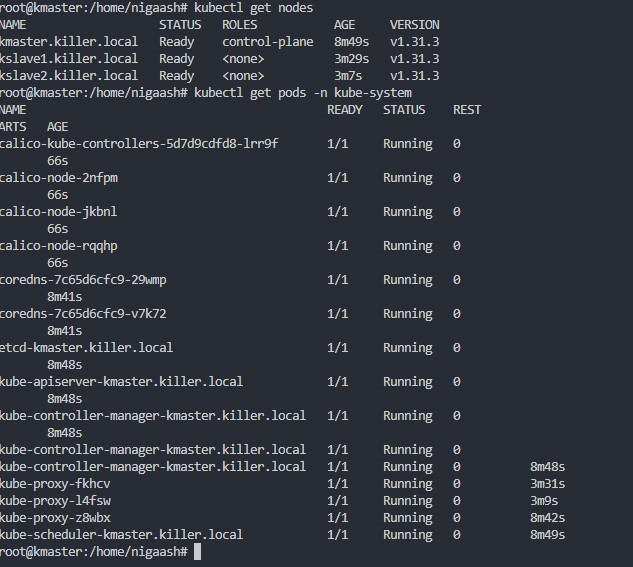 root@kmaster:/home/nigaash# kubectl get nodes
NAME                   STATUS   ROLES           AGE     VERSION
kmaster.killer.local   Ready    control-plane   8m49s   v1.31.3
kslave1.killer.local   Ready    <none>          3m29s   v1.31.3
kslave2.killer.local   Ready    <none>          3m7s    v1.31.3
root@kmaster:/home/nigaash# kubectl get pods -n kube-system
NAME                                           READY   STATUS    REST
ARTS   AGE
calico-kube-controllers-5d7d9cdfd8-lrr9f       1/1     Running   0
       66s
calico-node-2nfpm                              1/1     Running   0
       66s
calico-node-jkbnl                              1/1     Running   0
       66s
calico-node-rqqhp                              1/1     Running   0
       66s
coredns-7c65d6cfc9-29wmp                       1/1     Running   0
       8m41s
coredns-7c65d6cfc9-v7k72                       1/1     Running   0
       8m41s
etcd-kmaster.killer.local                      1/1     Running   0
       8m48s
kube-apiserver-kmaster.killer.local            1/1     Running   0
       8m48s
kube-controller-manager-kmaster.killer.local   1/1     Running   0
       8m48s
kube-controller-manager-kmaster.killer.local   1/1     Running   0
kube-controller-manager-kmaster.killer.local   1/1     Running   0          8m48s
kube-proxy-fkhcv                               1/1     Running   0          3m31s
kube-proxy-l4fsw                               1/1     Running   0          3m9s
kube-proxy-z8wbx                               1/1     Running   0          8m42s
kube-scheduler-kmaster.killer.local            1/1     Running   0          8m49s
root@kmaster:/home/nigaash#